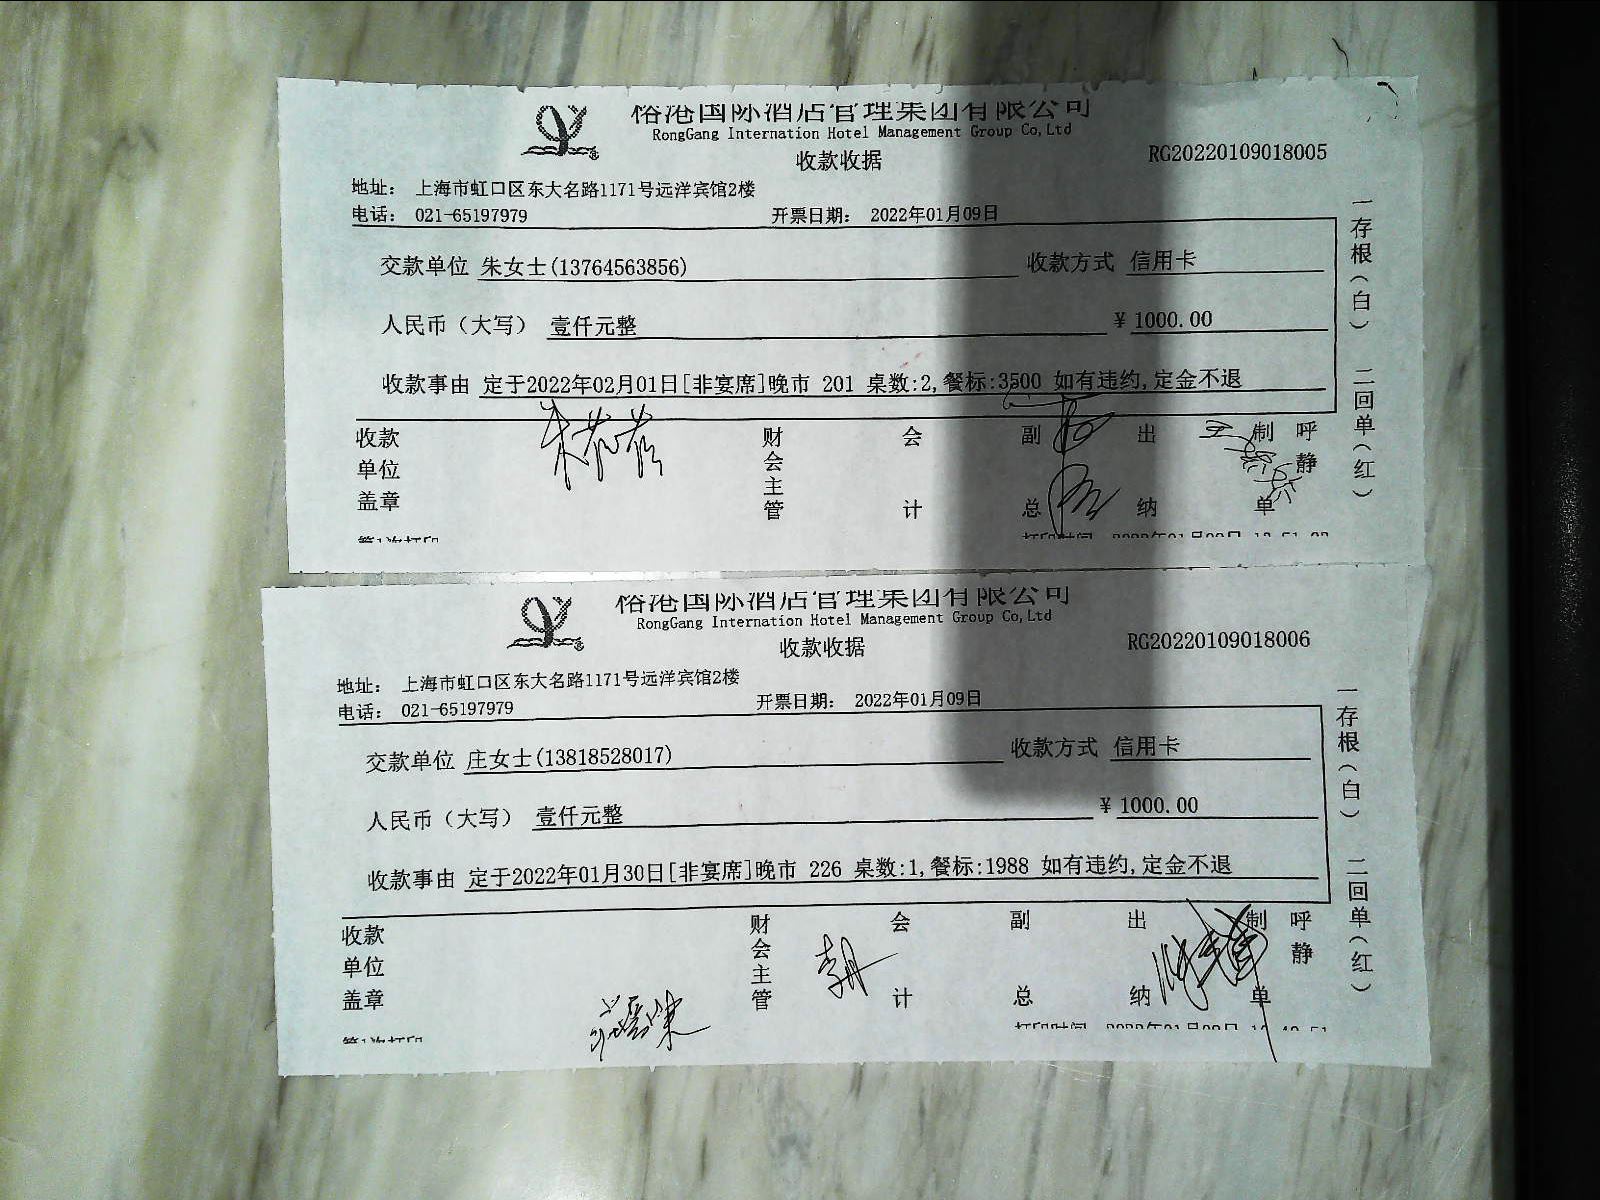 榕港国际酒店管理集团有限公司
RongGang Internation Hotel Management Group Co,Ltd
收款收据
RG20220109018005
地址： 上海市虹口区东大名路1171号远洋宾馆2楼
电话： 021-65197979 开票日期： 2022年01月09日
交款单位 朱女士(13764563856) 收款方式 信用卡
人民币（大写） 壹仟元整 ¥ 1000.00
收款事由 定于2022年02月01日[非宴席]晚市 201 桌数:2,餐标:3500 如有违约,定金不退
一存根（白） 二回单（红）
收款单位盖章 财会主管 会计 副总 出纳 制单 呼静
第1次打印
榕港国际酒店管理集团有限公司
RongGang Internation Hotel Management Group Co,Ltd
收款收据
RG20220109018006
地址： 上海市虹口区东大名路1171号远洋宾馆2楼
电话： 021-65197979 开票日期： 2022年01月09日
交款单位 庄女士(13818528017) 收款方式 信用卡
人民币（大写） 壹仟元整 ¥ 1000.00
收款事由 定于2022年01月30日[非宴席]晚市 226 桌数:1,餐标:1988 如有违约,定金不退
一存根（白） 二回单（红）
收款单位盖章 财会主管 会计 副总 出纳 制单 呼静
第1次打印